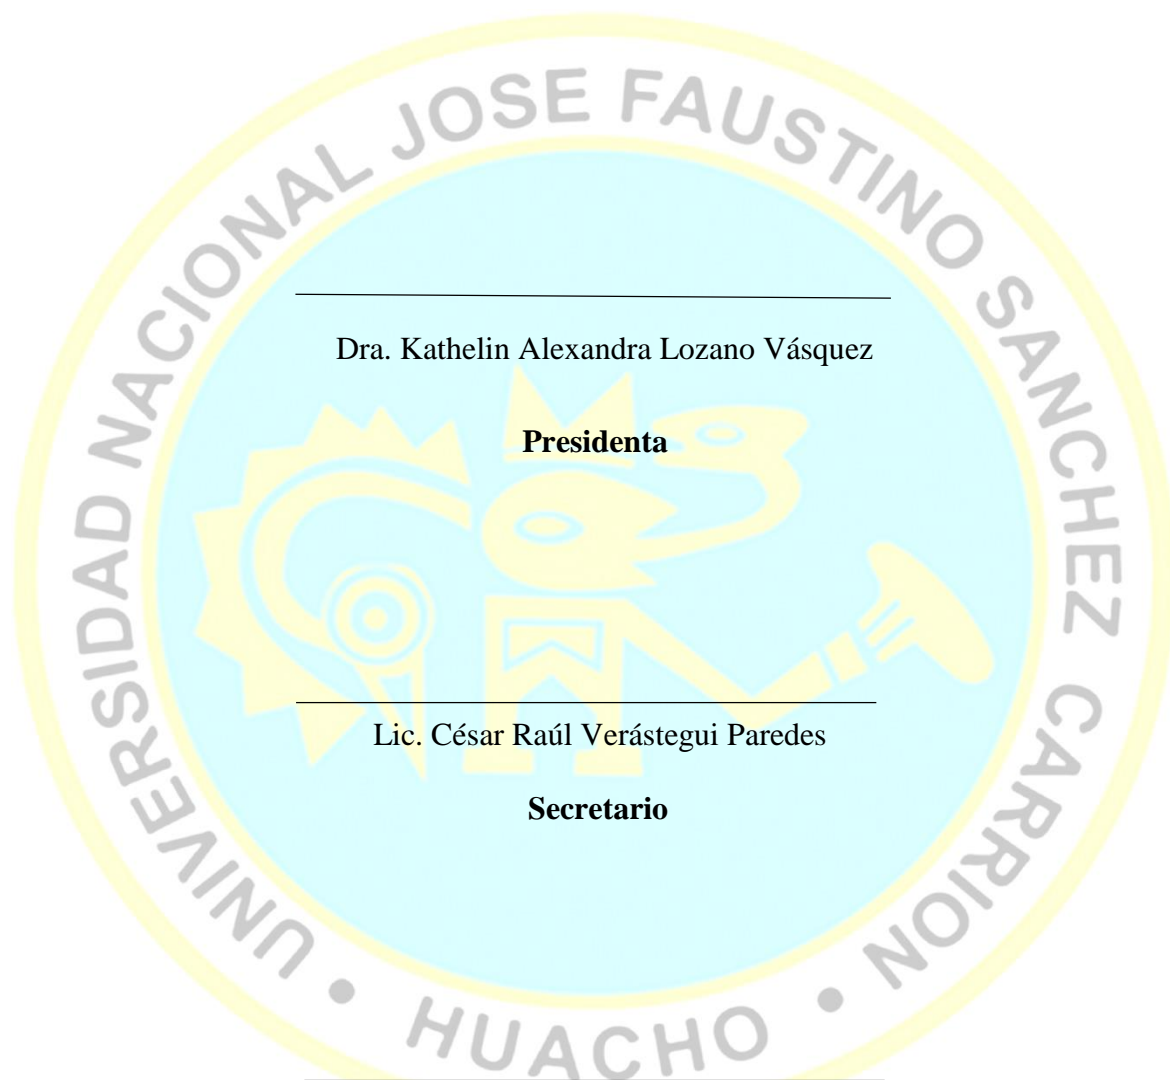 UNIVERSIDAD NACIONAL JOSE FAUSTINO SANCHEZ CARRION
• HUACHO •
Dra. Kathelin Alexandra Lozano Vásquez
Presidenta
Lic. César Raúl Verástegui Paredes
Secretario